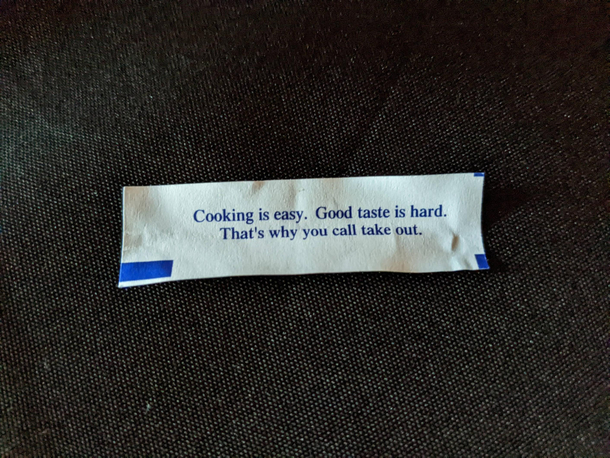 Cooking is easy.  Good taste is hard.
That's why you call take out.